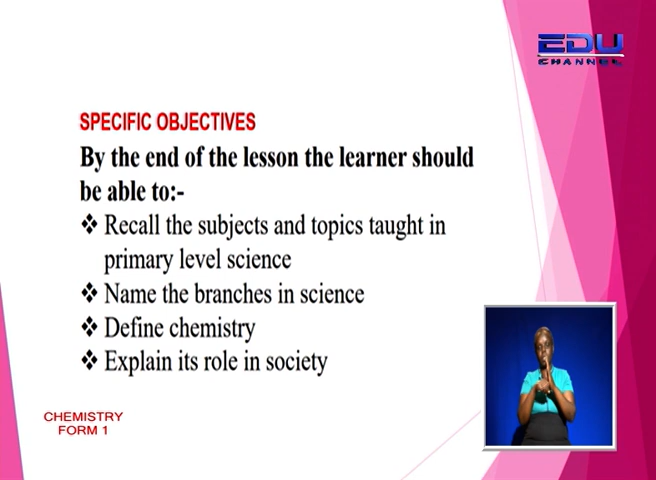 EDU
CHANNEL
SPECIFIC OBJECTIVES
By the end of the lesson the learner should
be able to:-
❖ Recall the subjects and topics taught in
primary level science
❖ Name the branches in science
❖ Define chemistry
❖ Explain its role in society
CHEMISTRY
FORM 1